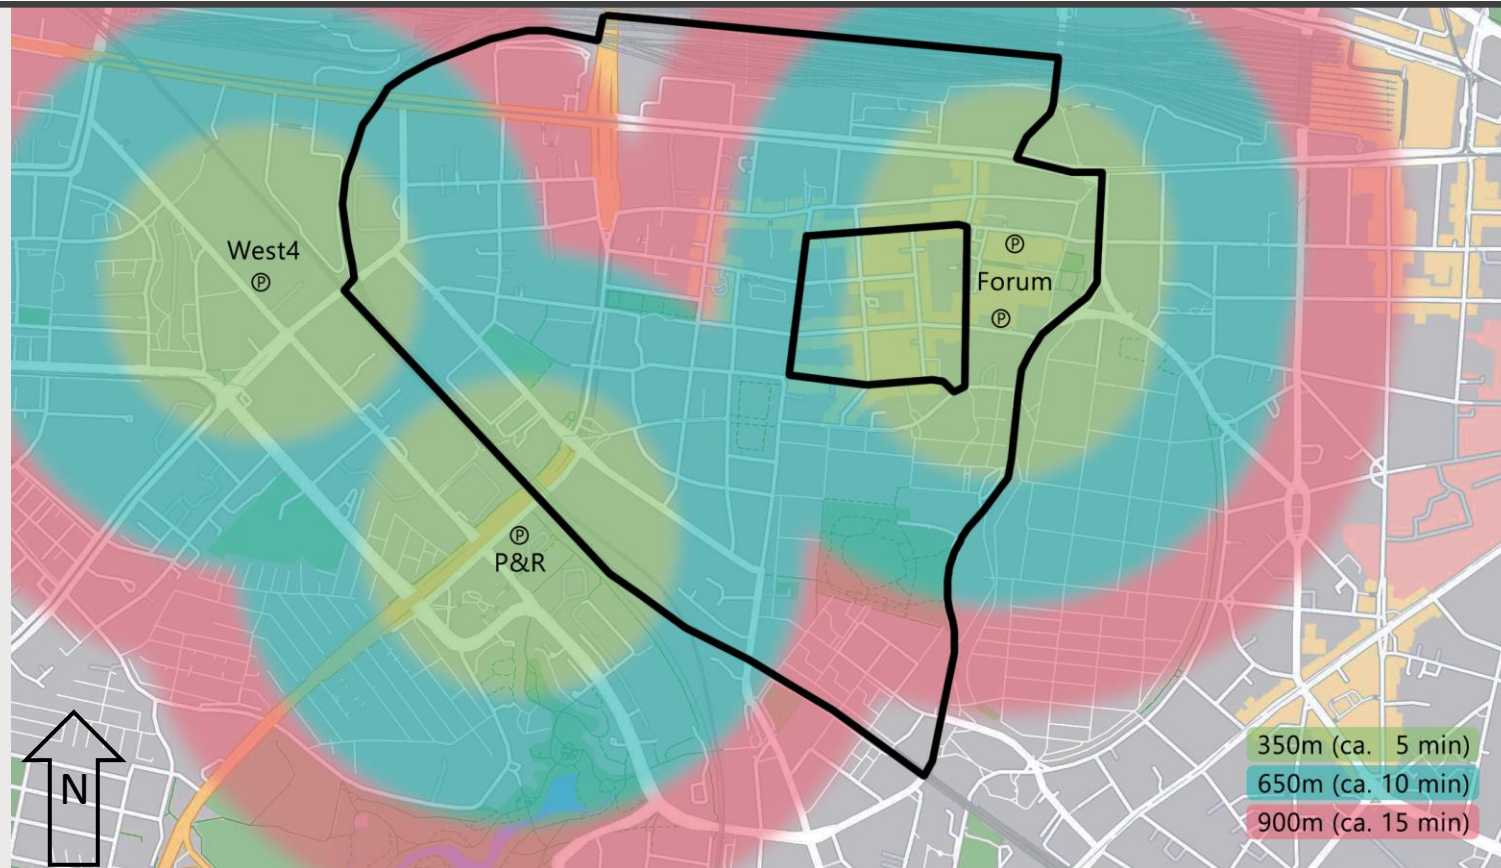 West4
Ⓟ
Ⓟ
Forum
Ⓟ
Ⓟ
P&R
N
350m (ca. 5 min)
650m (ca. 10 min)
900m (ca. 15 min)